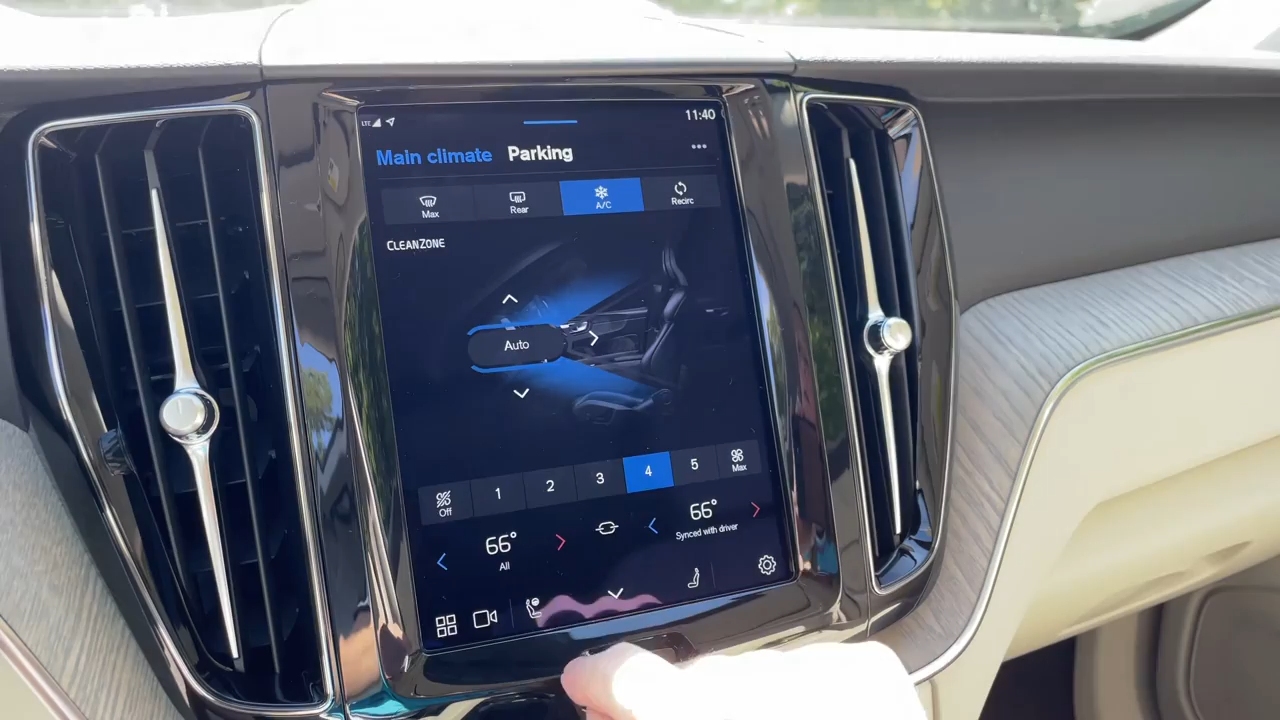 LTE 11:40
Main climate Parking
Max Rear A/C Recirc
CLEANZONE
Auto
Off 1 2 3 4 5 Max
66° 66°
All Synced with driver